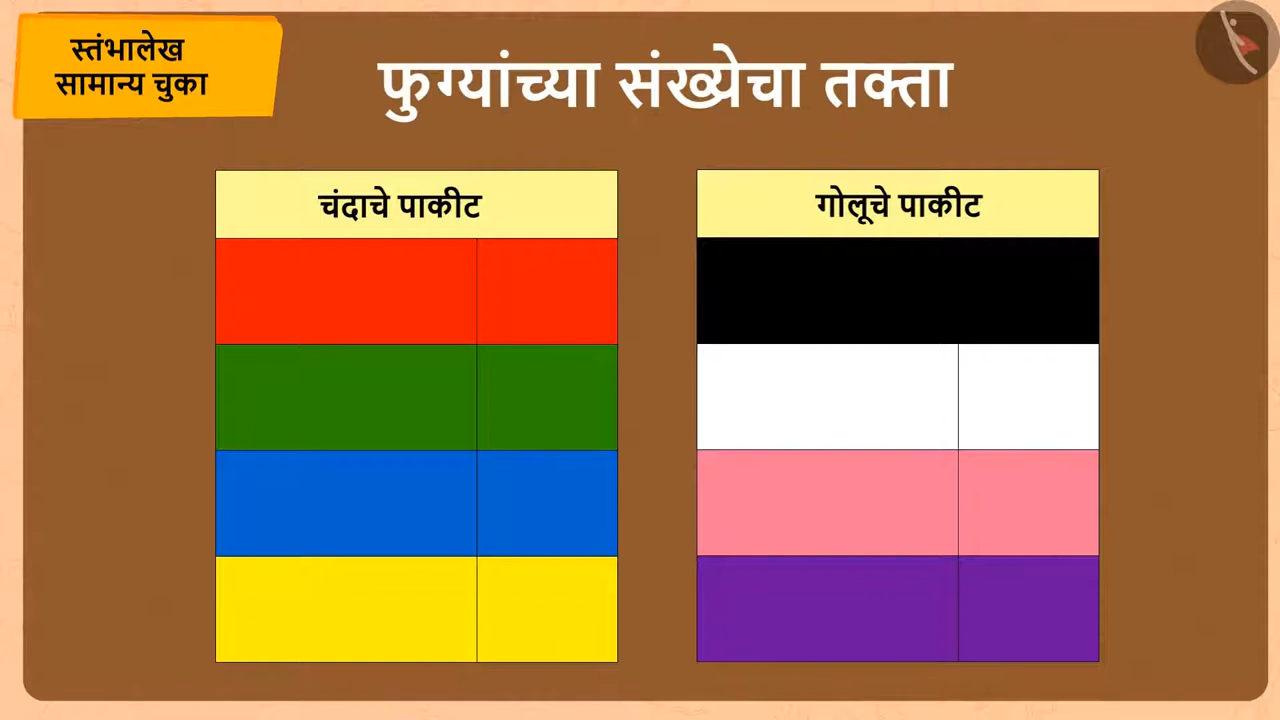 स्तंभालेख
सामान्य चुका
फुग्यांच्या संख्येचा तक्ता
चंदाचे पाकीट
गोलूचे पाकीट